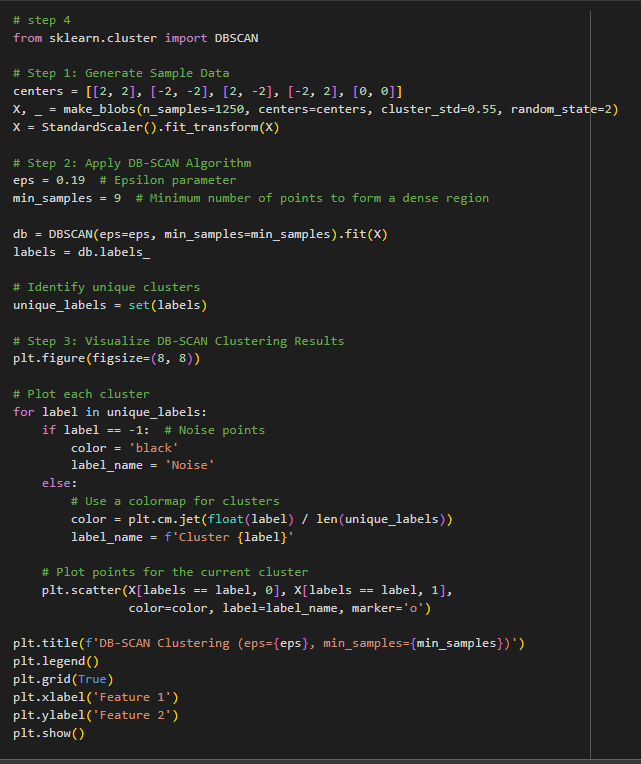 # step 4
from sklearn.cluster import DBSCAN

# Step 1: Generate Sample Data
centers = [[2, 2], [-2, -2], [2, -2], [-2, 2], [0, 0]]
X, _ = make_blobs(n_samples=1250, centers=centers, cluster_std=0.55, random_state=2)
X = StandardScaler().fit_transform(X)

# Step 2: Apply DB-SCAN Algorithm
eps = 0.19  # Epsilon parameter
min_samples = 9  # Minimum number of points to form a dense region

db = DBSCAN(eps=eps, min_samples=min_samples).fit(X)
labels = db.labels_

# Identify unique clusters
unique_labels = set(labels)

# Step 3: Visualize DB-SCAN Clustering Results
plt.figure(figsize=(8, 8))

# Plot each cluster
for label in unique_labels:
    if label == -1:  # Noise points
        color = 'black'
        label_name = 'Noise'
    else:
        # Use a colormap for clusters
        color = plt.cm.jet(float(label) / len(unique_labels))
        label_name = f'Cluster {label}'

    # Plot points for the current cluster
    plt.scatter(X[labels == label, 0], X[labels == label, 1],
                color=color, label=label_name, marker='o')

plt.title(f'DB-SCAN Clustering (eps={eps}, min_samples={min_samples})')
plt.legend()
plt.grid(True)
plt.xlabel('Feature 1')
plt.ylabel('Feature 2')
plt.show()